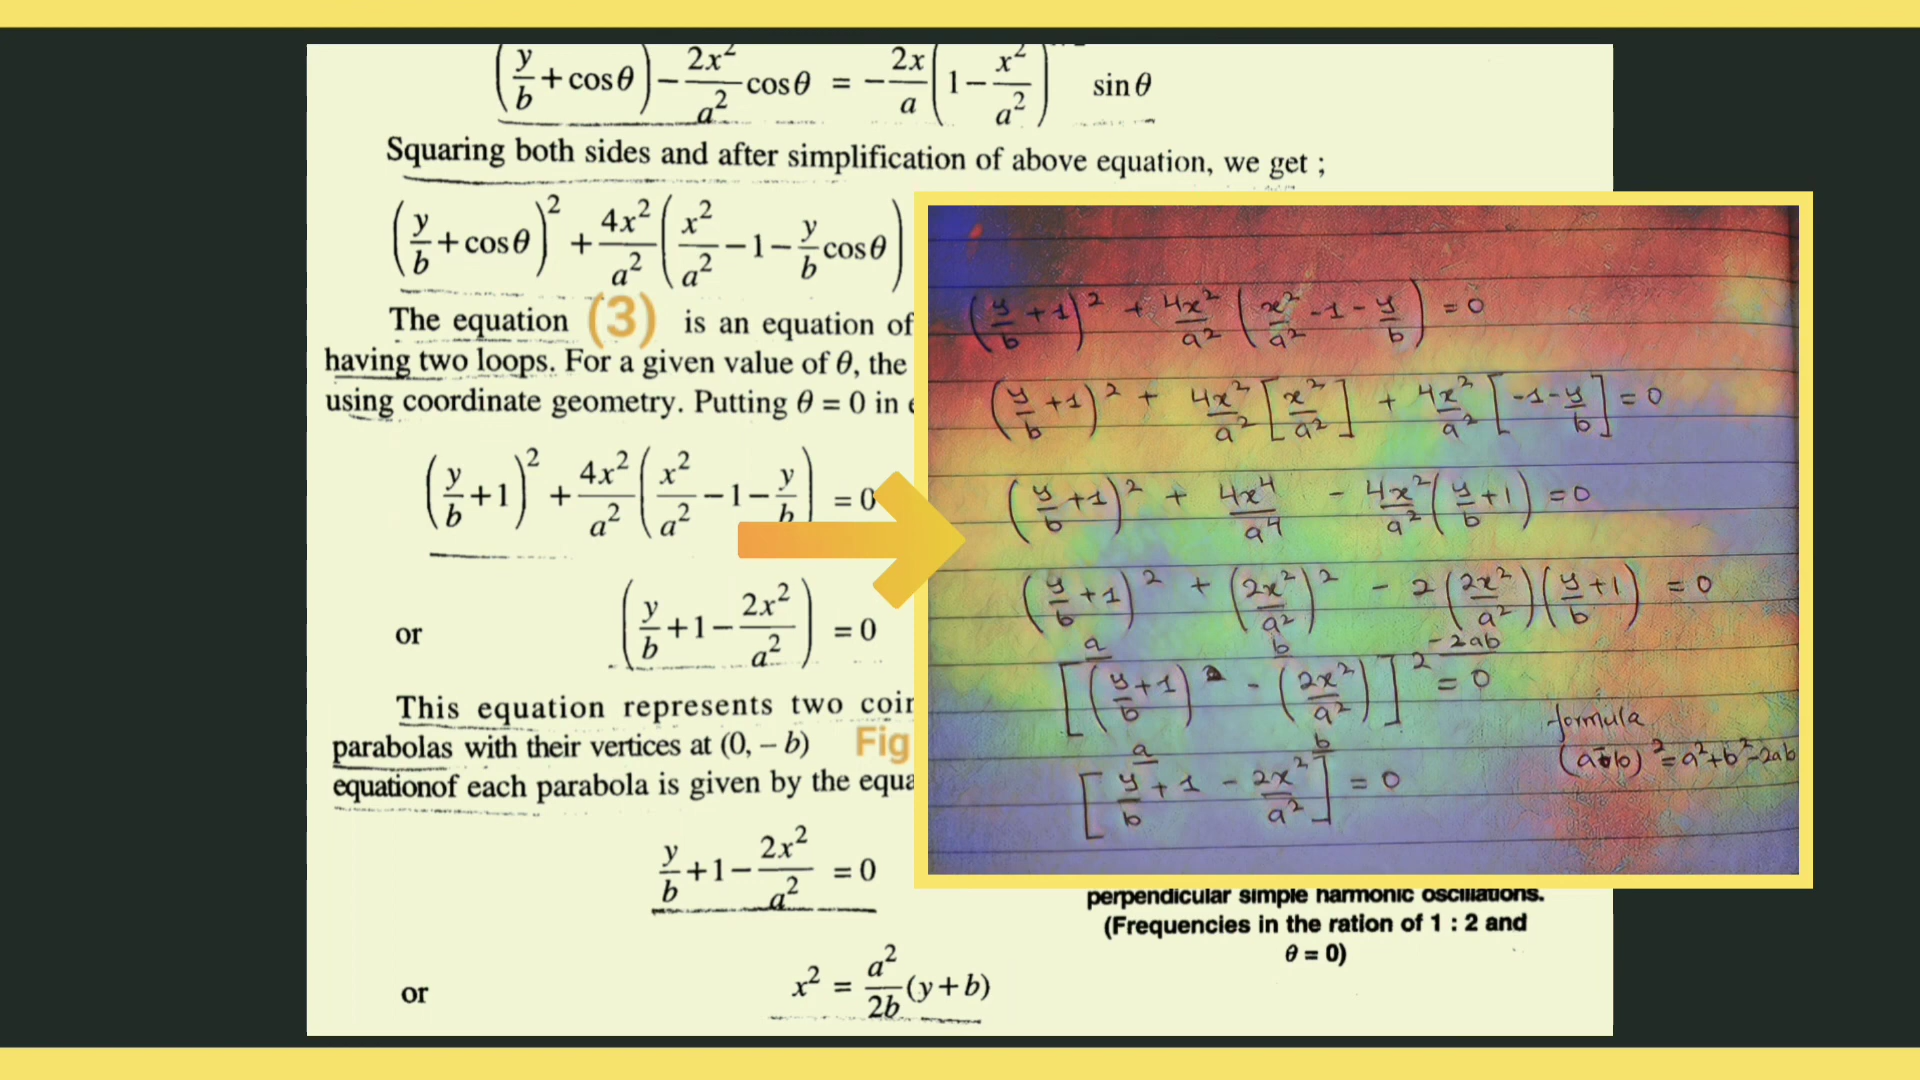 (y/b + cosθ) − 2x²/a² cosθ = − 2x/a (1 − x²/a²) sinθ
Squaring both sides and after simplification of above equation, we get ;
(y/b + cosθ)² + 4x²/a² (x²/a² − 1 − y/b cosθ)
The equation (3) is an equation of
having two loops. For a given value of θ, the
using coordinate geometry. Putting θ = 0 in
(y/b + 1)² + 4x²/a² (x²/a² − 1 − y/b) = 0
or (y/b + 1 − 2x²/a²) = 0
This equation represents two
parabolas with their vertices at (0, − b) Fig
equationof each parabola is given by the
y/b + 1 − 2x²/a² = 0
or x² = a²/2b (y + b)
(y/b + 1)² + 4x²/a² (x²/a² - 1 - y/b) = 0
(y/b + 1)² + 4x²/a² [x²/a²] + 4x²/a² [-1 - y/b] = 0
(y/b + 1)² + 4x⁴/a⁴ - 4x²/a² (y/b + 1) = 0
(y/b + 1)² + (2x²/a²)² - 2 (2x²/a²) (y/b + 1) = 0
a b - 2ab
[(y/b + 1) - (2x²/a²)]² = 0
a b
formula
(a-b)² = a²+b²-2ab
[y/b + 1 - 2x²/a²] = 0
perpendicular simple harmonic oscillations.
(Frequencies in the ration of 1 : 2 and
θ = 0)